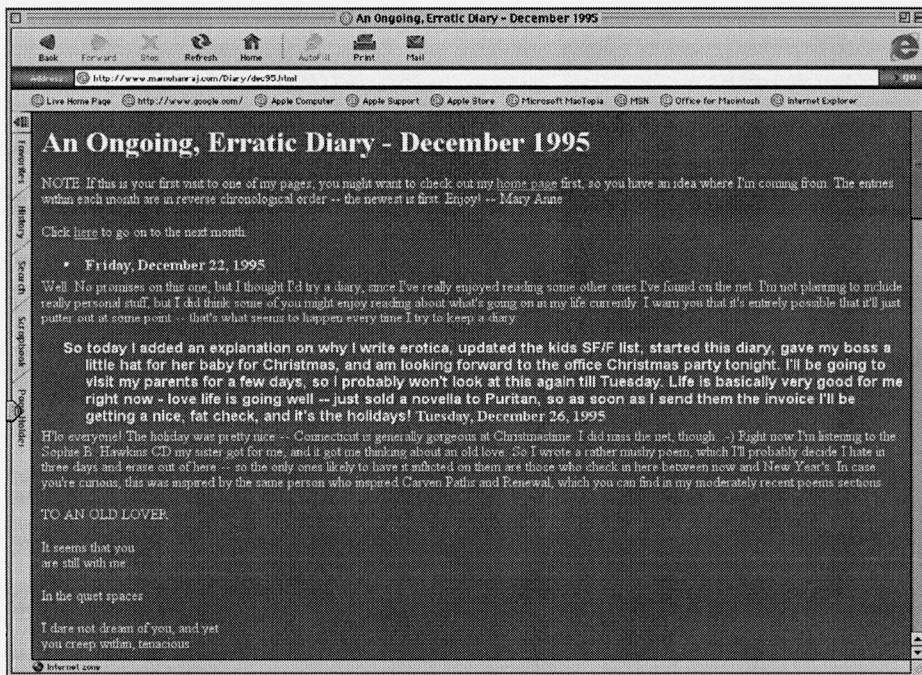 An Ongoing, Erratic Diary - December 1995
Back Forward Stop Refresh Home AutoFill Print Mail
Address: http://www.mamohanraj.com/Diary/dec95.html go
Live Home Page http://www.google.com/ Apple Computer Apple Support Apple Store Microsoft MacTopia MSN Office for Macintosh Internet Explorer
Favorites
History
Search
Scrapbook
Page Holder
An Ongoing, Erratic Diary - December 1995
NOTE: If this is your first visit to one of my pages, you might want to check out my home page first, so you have an idea where I'm coming from. The entries
within each month are in reverse chronological order -- the newest is first. Enjoy! -- Mary Anne
Click here to go on to the next month.
• Friday, December 22, 1995
Well. No promises on this one, but I thought I'd try a diary, since I've really enjoyed reading some other ones I've found on the net. I'm not planning to include
really personal stuff, but I did think some of you might enjoy reading about what's going on in my life currently. I warn you that it's entirely possible that it'll just
putter out at some point -- that's what seems to happen every time I try to keep a diary.
So today I added an explanation on why I write erotica, updated the kids SF/F list, started this diary, gave my boss a
little hat for her baby for Christmas, and am looking forward to the office Christmas party tonight. I'll be going to
visit my parents for a few days, so I probably won't look at this again till Tuesday. Life is basically very good for me
right now - love life is going well -- just sold a novella to Puritan, so as soon as I send them the invoice I'll be
getting a nice, fat check, and it's the holidays! Tuesday, December 26, 1995
H'lo everyone! The holiday was pretty nice -- Connecticut is generally gorgeous at Christmastime. I did miss the net, though. :-) Right now I'm listening to the
Sophie B. Hawkins CD my sister got for me, and it got me thinking about an old love. So I wrote a rather mushy poem, which I'll probably decide I hate in
three days and erase out of here -- so the only ones likely to have it inflicted on them are those who check in here between now and New Year's. In case
you're curious, this was inspired by the same person who inspired Carven Paths and Renewal, which you can find in my moderately recent poems sections.
TO AN OLD LOVER
It seems that you
are still with me
In the quiet spaces
I dare not dream of you, and yet
you creep within, tenacious
Internet zone